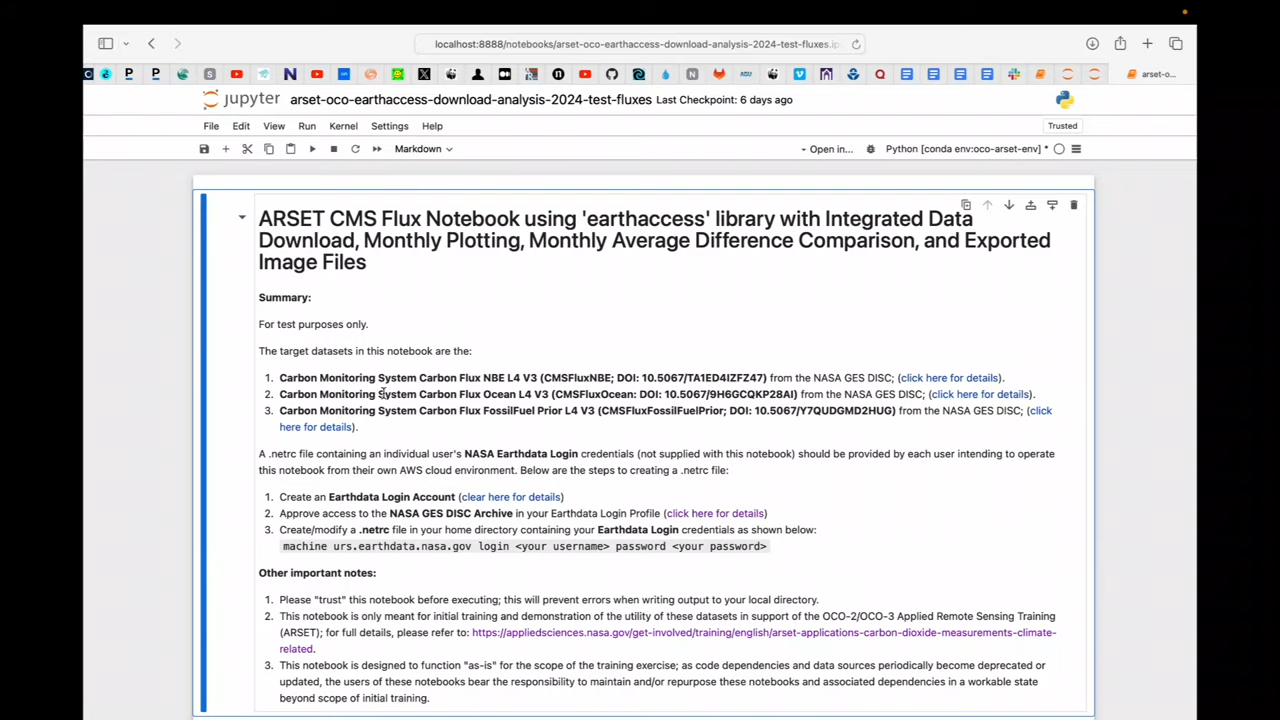 localhost:8888/notebooks/arset-oco-earthaccess-download-analysis-2024-test-fluxes.ip
arset-o...
jupyter arset-oco-earthaccess-download-analysis-2024-test-fluxes Last Checkpoint: 6 days ago
File Edit View Run Kernel Settings Help
Trusted
Markdown
Open in...
Python [conda env:oco-arset-env] *
ARSET CMS Flux Notebook using 'earthaccess' library with Integrated Data
Download, Monthly Plotting, Monthly Average Difference Comparison, and Exported
Image Files
Summary:
For test purposes only.
The target datasets in this notebook are the:
1. Carbon Monitoring System Carbon Flux NBE L4 V3 (CMSFluxNBE; DOI: 10.5067/TA1ED4IZFZ47) from the NASA GES DISC; (click here for details).
2. Carbon Monitoring System Carbon Flux Ocean L4 V3 (CMSFluxOcean: DOI: 10.5067/9H6GCQKP28AI) from the NASA GES DISC; (click here for details).
3. Carbon Monitoring System Carbon Flux FossilFuel Prior L4 V3 (CMSFluxFossilFuelPrior; DOI: 10.5067/Y7QUDGMD2HUG) from the NASA GES DISC; (click
here for details).
A .netrc file containing an individual user's NASA Earthdata Login credentials (not supplied with this notebook) should be provided by each user intending to operate
this notebook from their own AWS cloud environment. Below are the steps to creating a .netrc file:
1. Create an Earthdata Login Account (clear here for details)
2. Approve access to the NASA GES DISC Archive in your Earthdata Login Profile (click here for details)
3. Create/modify a .netrc file in your home directory containing your Earthdata Login credentials as shown below:
machine urs.earthdata.nasa.gov login <your username> password <your password>
Other important notes:
1. Please "trust" this notebook before executing; this will prevent errors when writing output to your local directory.
2. This notebook is only meant for initial training and demonstration of the utility of these datasets in support of the OCO-2/OCO-3 Applied Remote Sensing Training
(ARSET); for full details, please refer to: https://appliedsciences.nasa.gov/get-involved/training/english/arset-applications-carbon-dioxide-measurements-climate-
related.
3. This notebook is designed to function "as-is" for the scope of the training exercise; as code dependencies and data sources periodically become deprecated or
updated, the users of these notebooks bear the responsibility to maintain and/or repurpose these notebooks and associated dependencies in a workable state
beyond scope of initial training.